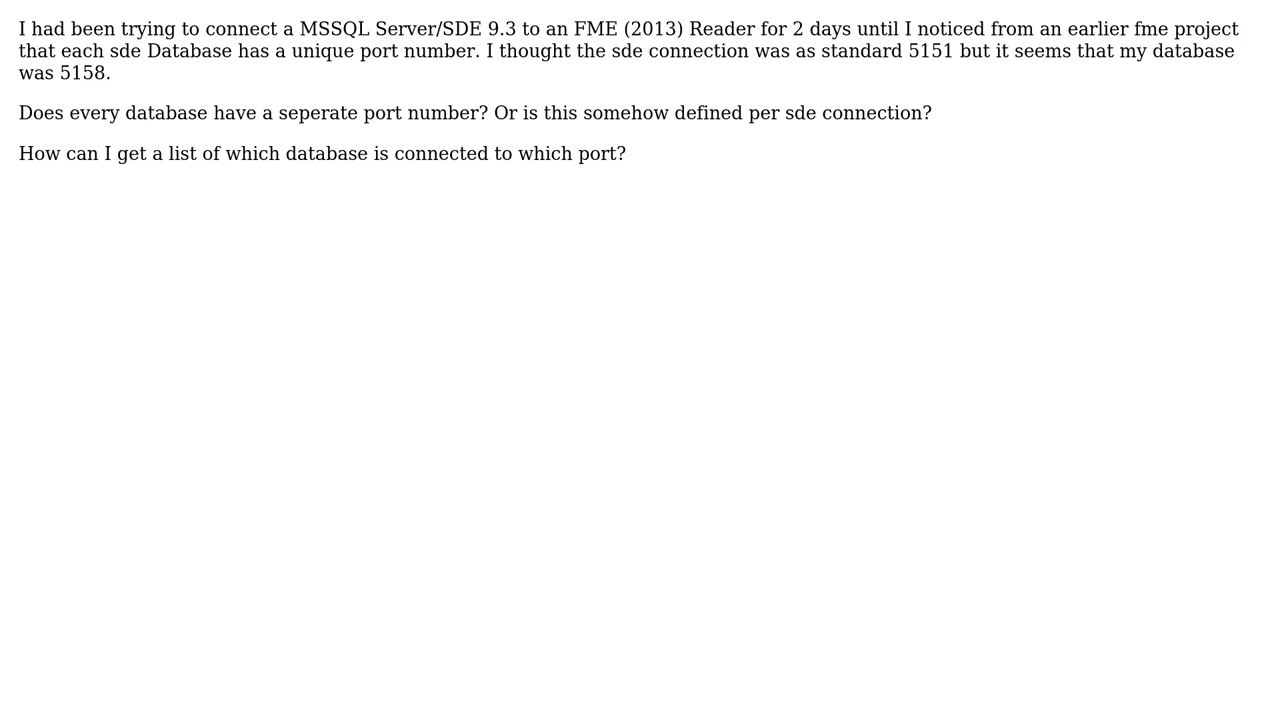 I had been trying to connect a MSSQL Server/SDE 9.3 to an FME (2013) Reader for 2 days until I noticed from an earlier fme project
that each sde Database has a unique port number. I thought the sde connection was as standard 5151 but it seems that my database
was 5158.
Does every database have a seperate port number? Or is this somehow defined per sde connection?
How can I get a list of which database is connected to which port?